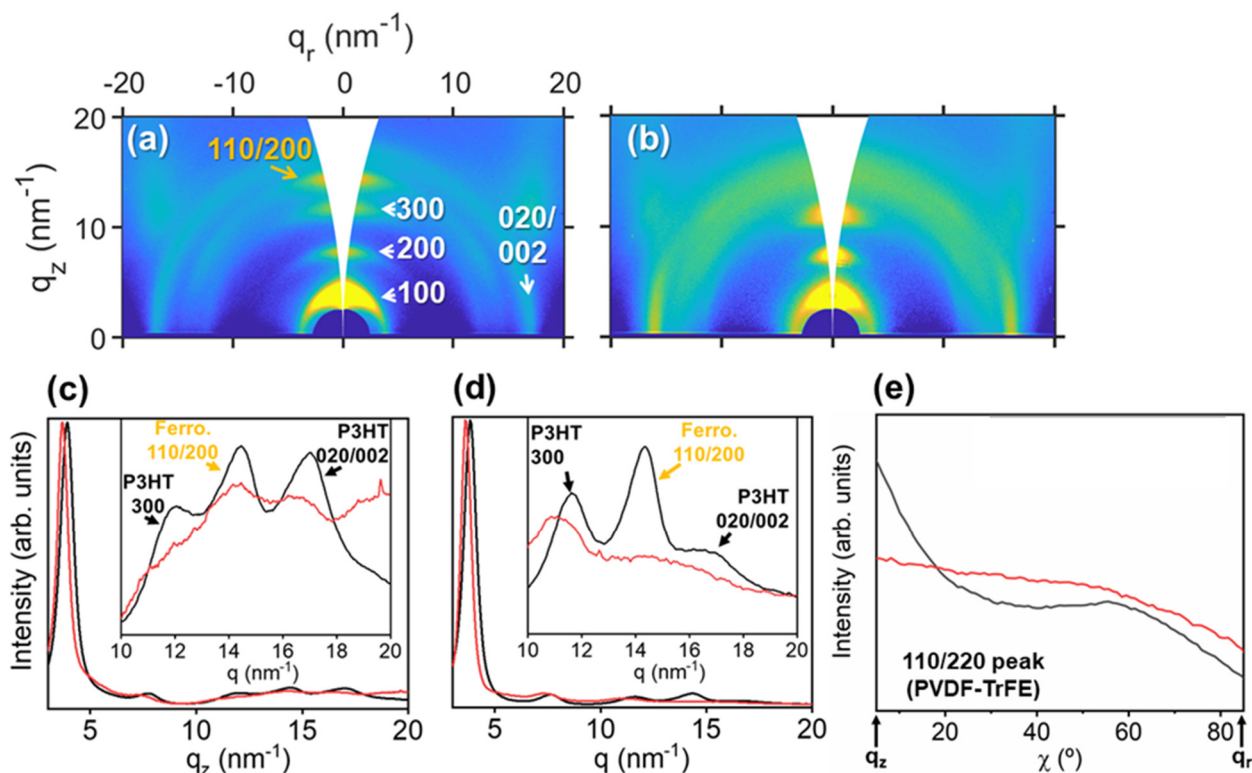 q_r (nm⁻¹)
-20 -10 0 10 20
20
10
0
q_z (nm⁻¹)
(a)
110/200
300
200
100
020/
002
(b)
(c)
Intensity (arb. units)
Ferro.
110/200
P3HT
020/002
P3HT
300
10 12 14 16 18 20
q (nm⁻¹)
5 10 15 20
q_z (nm⁻¹)
(d)
P3HT
300
Ferro.
110/200
P3HT
020/002
10 12 14 16 18 20
q (nm⁻¹)
5 10 15 20
q (nm⁻¹)
(e)
Intensity (arb. units)
110/220 peak
(PVDF-TrFE)
20 40 60 80
q_z χ (º) q_r